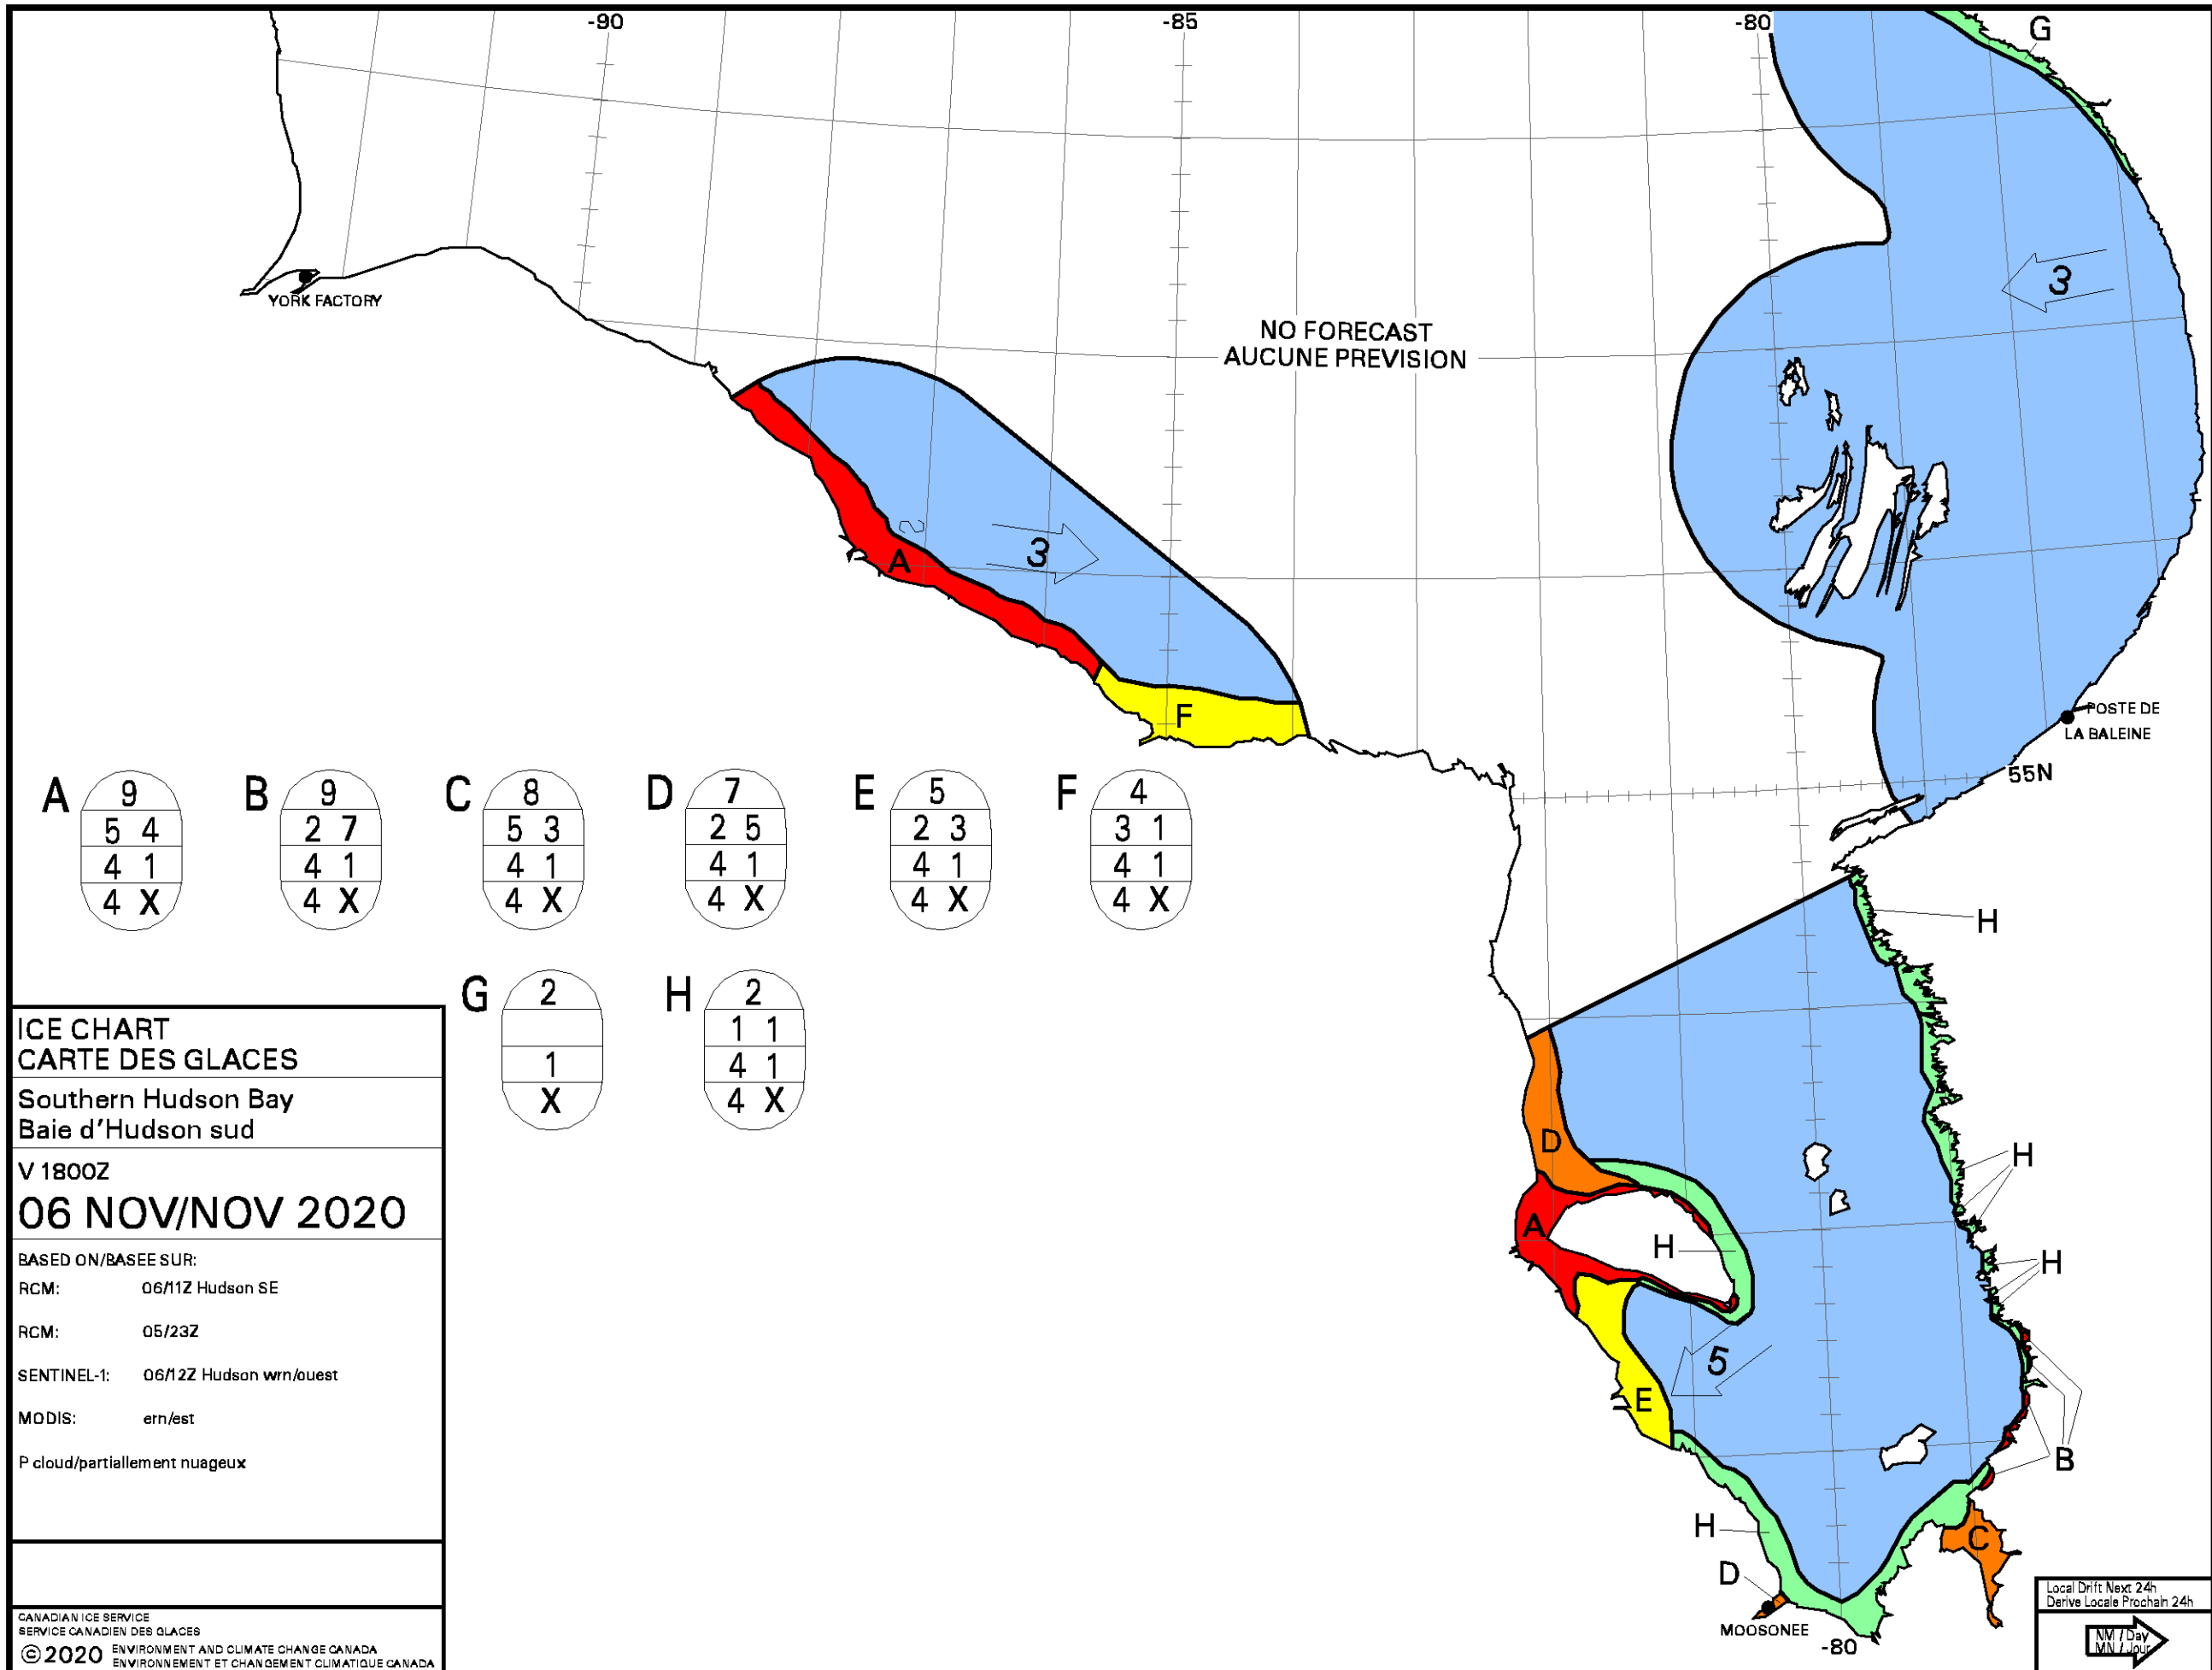 -90
-85
-80
G
YORK FACTORY
3
NO FORECAST
AUCUNE PREVISION
2
3
A
F
POSTE DE
LA BALEINE
55N
A
9
5 4
4 1
4 X
B
9
2 7
4 1
4 X
C
8
5 3
4 1
4 X
D
7
2 5
4 1
4 X
E
5
2 3
4 1
4 X
F
4
3 1
4 1
4 X
G
2
1
X
H
2
1 1
4 1
4 X
H
D
H
A
H
H
5
E
B
H
C
D
MOOSONEE
-80
ICE CHART
CARTE DES GLACES
Southern Hudson Bay
Baie d'Hudson sud
V 1800Z
06 NOV/NOV 2020
BASED ON/BASEE SUR:
RCM: 06/11Z Hudson SE
RCM: 05/23Z
SENTINEL-1: 06/12Z Hudson wrn/ouest
MODIS: ern/est
P cloud/partiallement nuageux
CANADIAN ICE SERVICE
SERVICE CANADIEN DES GLACES
©2020 ENVIRONMENT AND CLIMATE CHANGE CANADA
ENVIRONNEMENT ET CHANGEMENT CLIMATIQUE CANADA
Local Drift Next 24h
Derive Locale Prochain 24h
NM / Day
MN / Jour